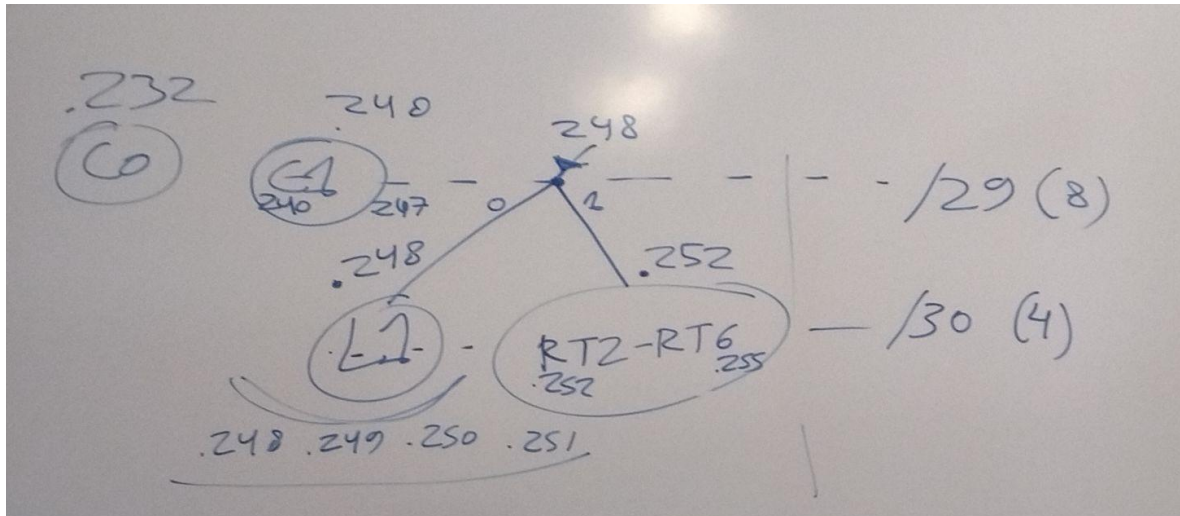 .232 .240 248
C0 C1 /29 (8)
240 247 0 1
.248 .252
L1 RT2-RT6 /30 (4)
.252 .255
.248 .249 .250 .251